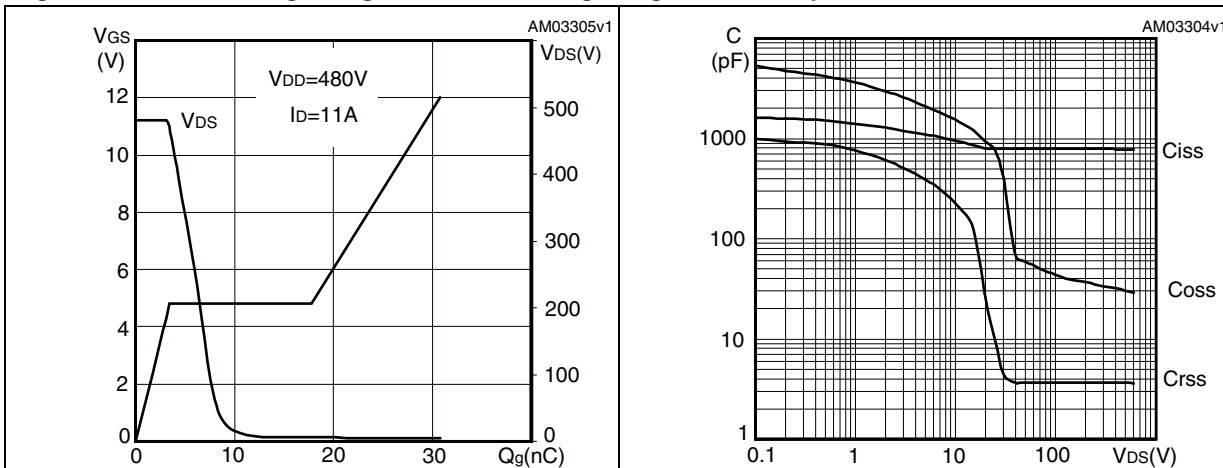 AM03305v1
VGS
(V)
VDS(V)
VDD=480V
ID=11A
VDS
12
10
8
6
4
2
0
500
400
300
200
100
0
0
10
20
30
Qg(nC)
AM03304v1
C
(pF)
1000
100
10
1
Ciss
Coss
Crss
0.1
1
10
100
VDS(V)